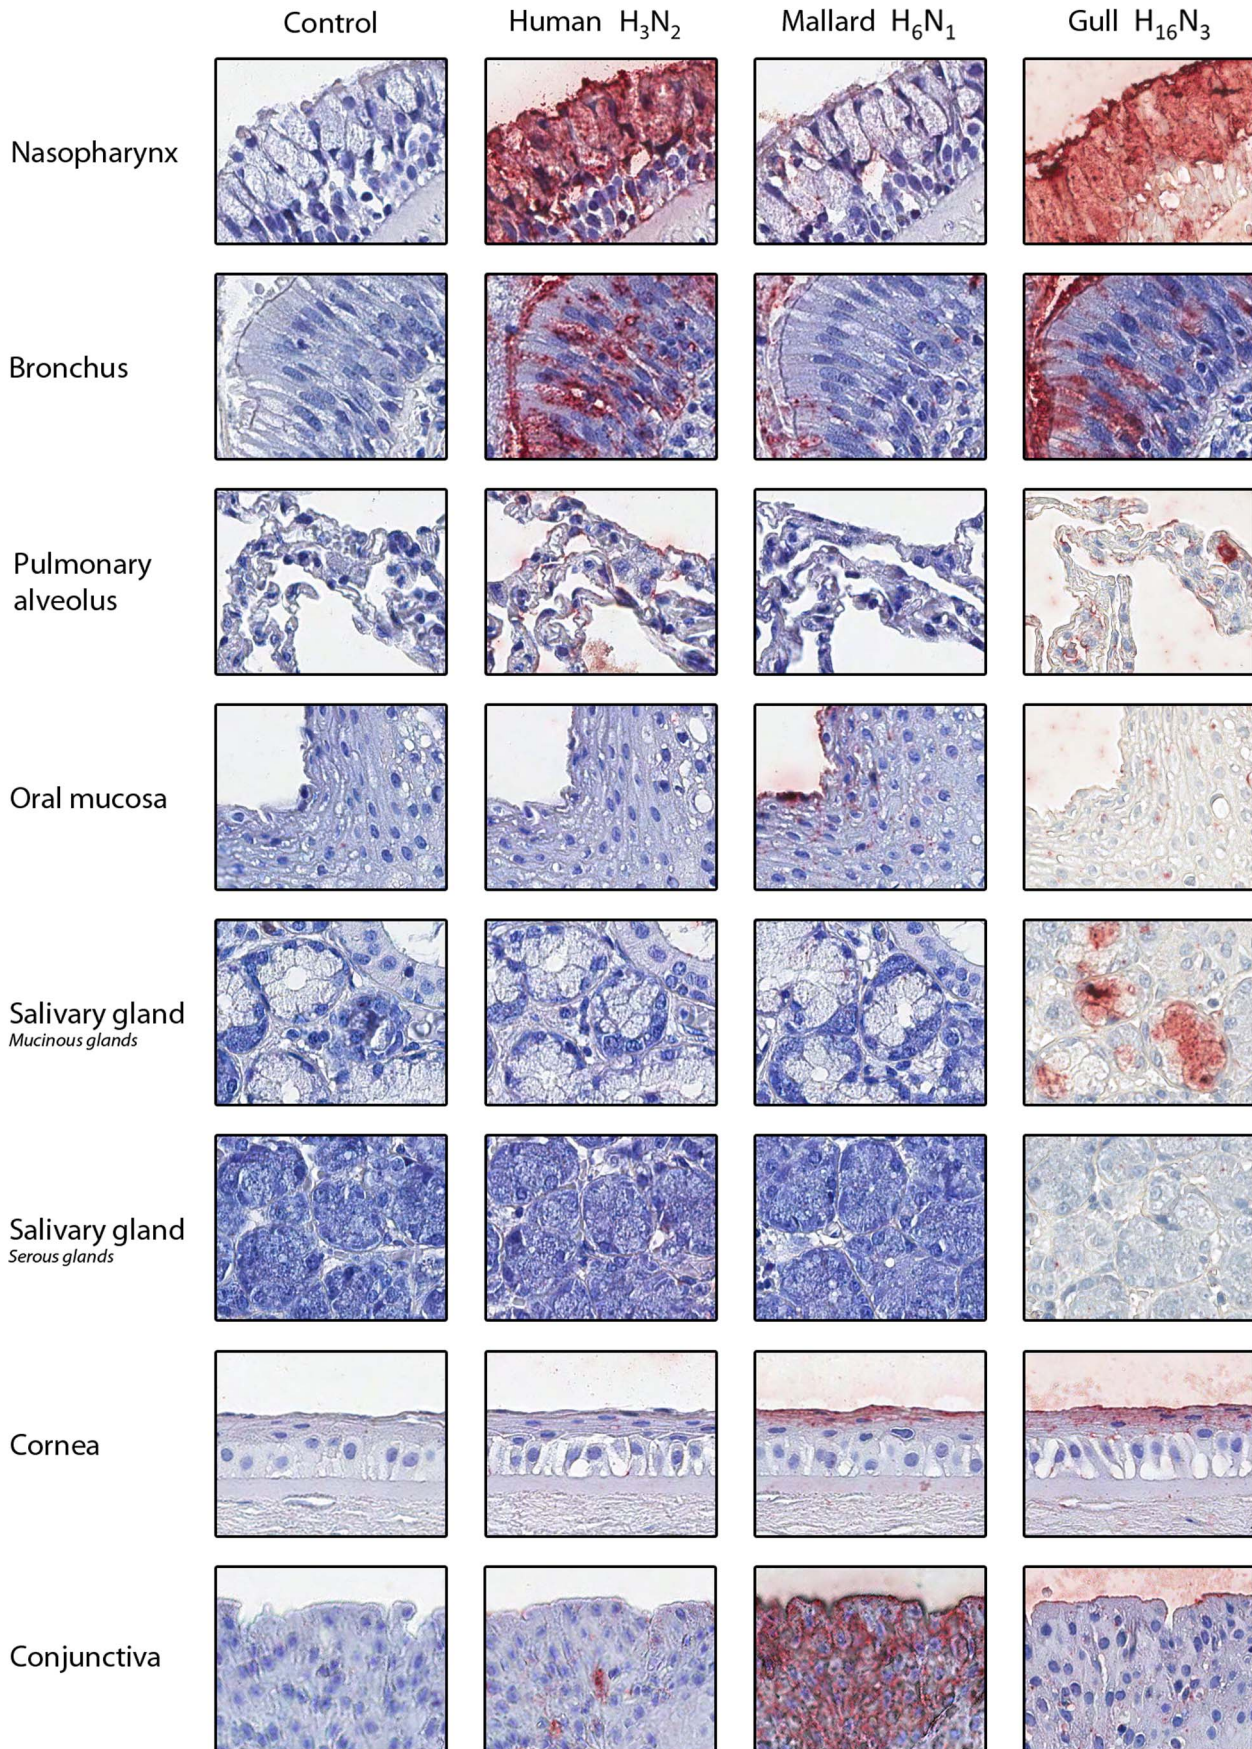 Control Human H₃N₂ Mallard H₆N₁ Gull H₁₆N₃
Nasopharynx
Bronchus
Pulmonary
alveolus
Oral mucosa
Salivary gland
Mucinous glands
Salivary gland
Serous glands
Cornea
Conjunctiva